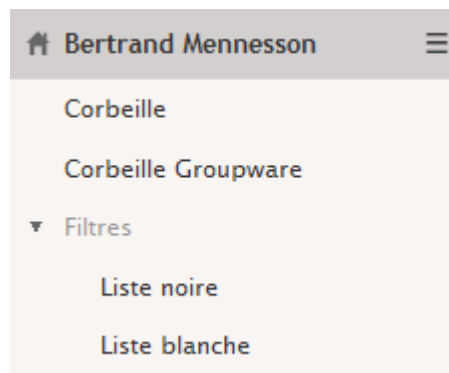 Bertrand Mennesson
Corbeille
Corbeille Groupware
Filtres
Liste noire
Liste blanche